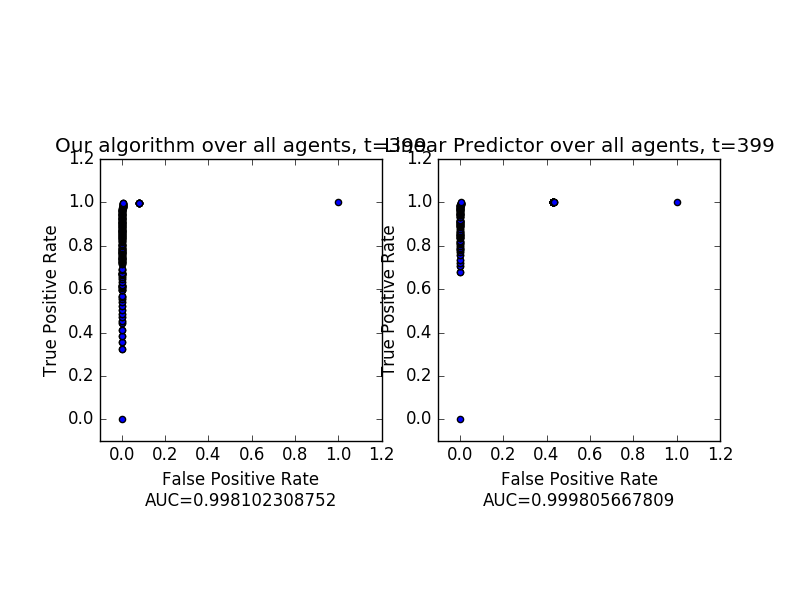 Our algorithm over all agents, t=399
Linear Predictor over all agents, t=399
1.2
1.0
0.8
0.6
0.4
0.2
0.0
True Positive Rate
0.0 0.2 0.4 0.6 0.8 1.0 1.2
False Positive Rate
AUC=0.998102308752
1.2
1.0
0.8
0.6
0.4
0.2
0.0
True Positive Rate
0.0 0.2 0.4 0.6 0.8 1.0 1.2
False Positive Rate
AUC=0.999805667809